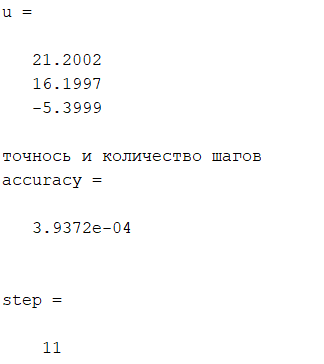 u =
21.2002
16.1997
-5.3999
точнось и количество шагов
accuracy =
3.9372e-04
step =
11